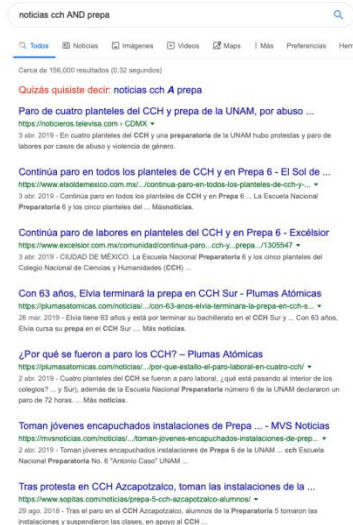 noticias cch AND prepa
Todos Noticias Imágenes Videos Maps Más Preferencias Herr
Cerca de 156,000 resultados (0.32 segundos)
Quizás quisiste decir: noticias cch A prepa
Paro de cuatro planteles del CCH y prepa de la UNAM, por abuso ...
https://noticieros.televisa.com › CDMX ▾
3 abr. 2019 - En cuatro planteles del CCH y una preparatoria de la UNAM hubo protestas y paro de
labores por casos de abuso y violencia de género.
Continúa paro en todos los planteles de CCH y en Prepa 6 - El Sol de ...
https://www.elsoldemexico.com.mx/.../continua-paro-en-todos-los-planteles-de-cch-y-... ▾
3 abr. 2019 - Continúa paro en todos los planteles de CCH y en Prepa 6 ... La Escuela Nacional
Preparatoria 6 y los cinco planteles del ... Másnoticias.
Continúa paro de labores en planteles del CCH y en Prepa 6 - Excélsior
https://www.excelsior.com.mx/comunidad/continua-paro...cch-y...prepa.../1305547 ▾
3 abr. 2019 - CIUDAD DE MÉXICO. La Escuela Nacional Preparatoria 6 y los cinco planteles del
Colegio Nacional de Ciencias y Humanidades (CCH) ...
Con 63 años, Elvia terminará la prepa en CCH Sur - Plumas Atómicas
https://plumasatomicas.com/noticias/.../con-63-anos-elvia-terminara-la-prepa-en-cch-s... ▾
26 mar. 2019 - Elvia tiene 63 años y está por terminar su bachillerato en el CCH Sur y ... Con 63 años,
Elvia cursa su prepa en el CCH Sur .... Más noticias.
¿Por qué se fueron a paro los CCH? – Plumas Atómicas
https://plumasatomicas.com/noticias/.../por-que-estallo-el-paro-laboral-en-cuatro-cch/ ▾
2 abr. 2019 - Cuatro planteles del CCH se fueron a paro laboral, ¿qué está pasando al interior de los
colegios? ... y Sur), además de la Escuela Nacional Preparatoria número 6 de la UNAM declararon un
paro de 72 horas. ... Más noticias.
Toman jóvenes encapuchados instalaciones de Prepa ... - MVS Noticias
https://mvsnoticias.com/noticias/.../toman-jovenes-encapuchados-instalaciones-de-prep... ▾
2 abr. 2019 - Toman jóvenes encapuchados instalaciones de Prepa 6 de la UNAM ... cch Escuela
Nacional Preparatoria No. 6 "Antonio Caso" UNAM ...
Tras protesta en CCH Azcapotzalco, toman las instalaciones de la ...
https://www.sopitas.com/noticias/prepa-5-cch-azcapotzalco-alumnos/ ▾
29 ago. 2018 - Tras el paro en el CCH Azcapotzalco, alumnos de la Preparatoria 5 tomaron las
instalaciones y suspendieron las clases, en apoyo al CCH ...